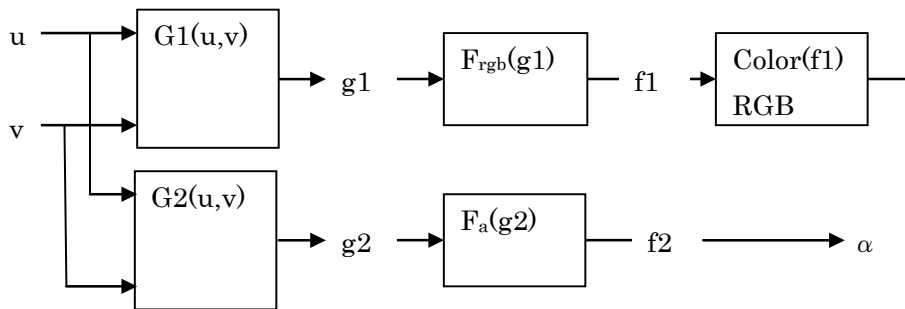 u
G1(u,v)
g1
Frgb(g1)
f1
Color(f1)
RGB
v
G2(u,v)
g2
Fa(g2)
f2
α